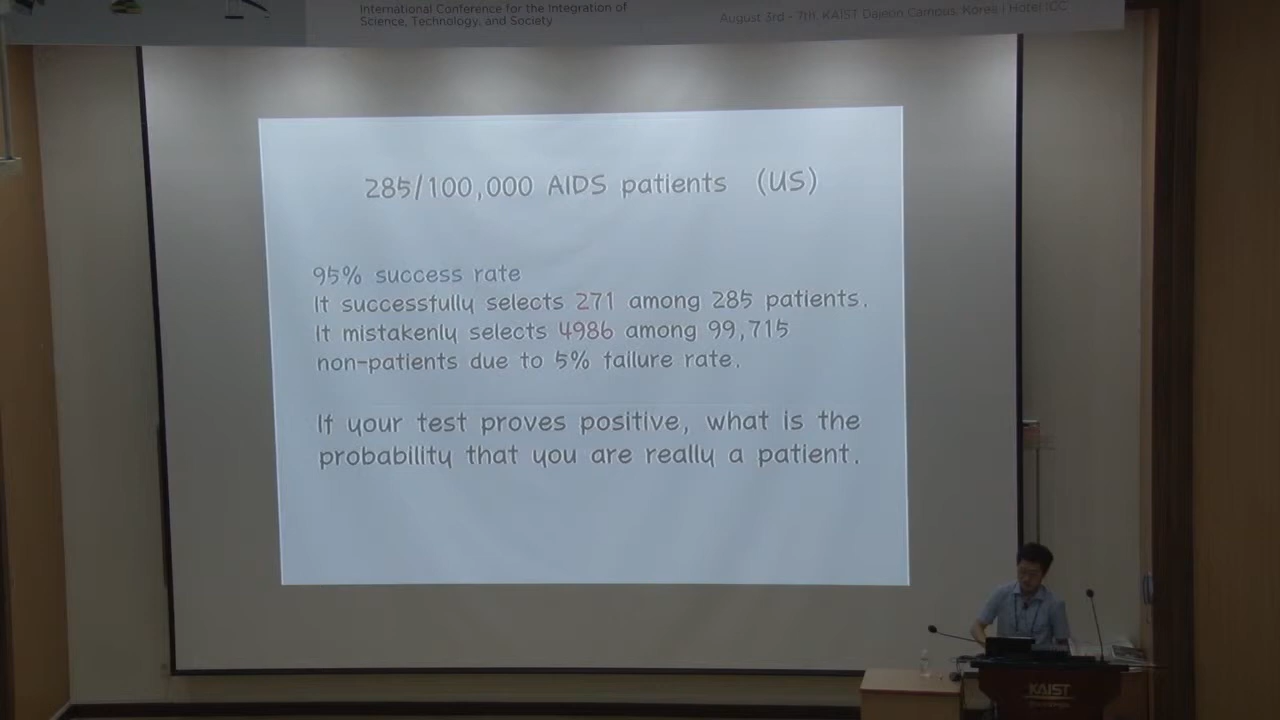 International Conference for the Integration of
Science, Technology, and Society
August 3rd - 7th, KAIST Dajeon Campus, Korea | Hotel ICC
285/100,000 AIDS patients (US)
95% success rate
It successfully selects 271 among 285 patients.
It mistakenly selects 4986 among 99,715
non-patients due to 5% failure rate.
If your test proves positive, what is the
probability that you are really a patient.
KAIST